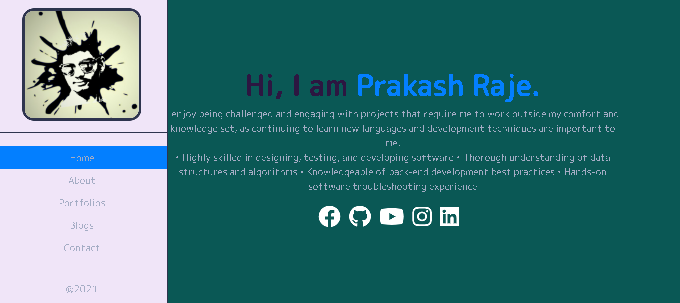 Home
About
Portfolios
Blogs
Contact
©2021
Hi, I am Prakash Raje.
enjoy being challenged and engaging with projects that require me to work outside my comfort and
knowledge set, as continuing to learn new languages and development techniques are important to
me.
• Highly skilled in designing, testing, and developing software • Thorough understanding of data
structures and algorithms • Knowledgeable of back-end development best practices • Hands-on
software troubleshooting experience